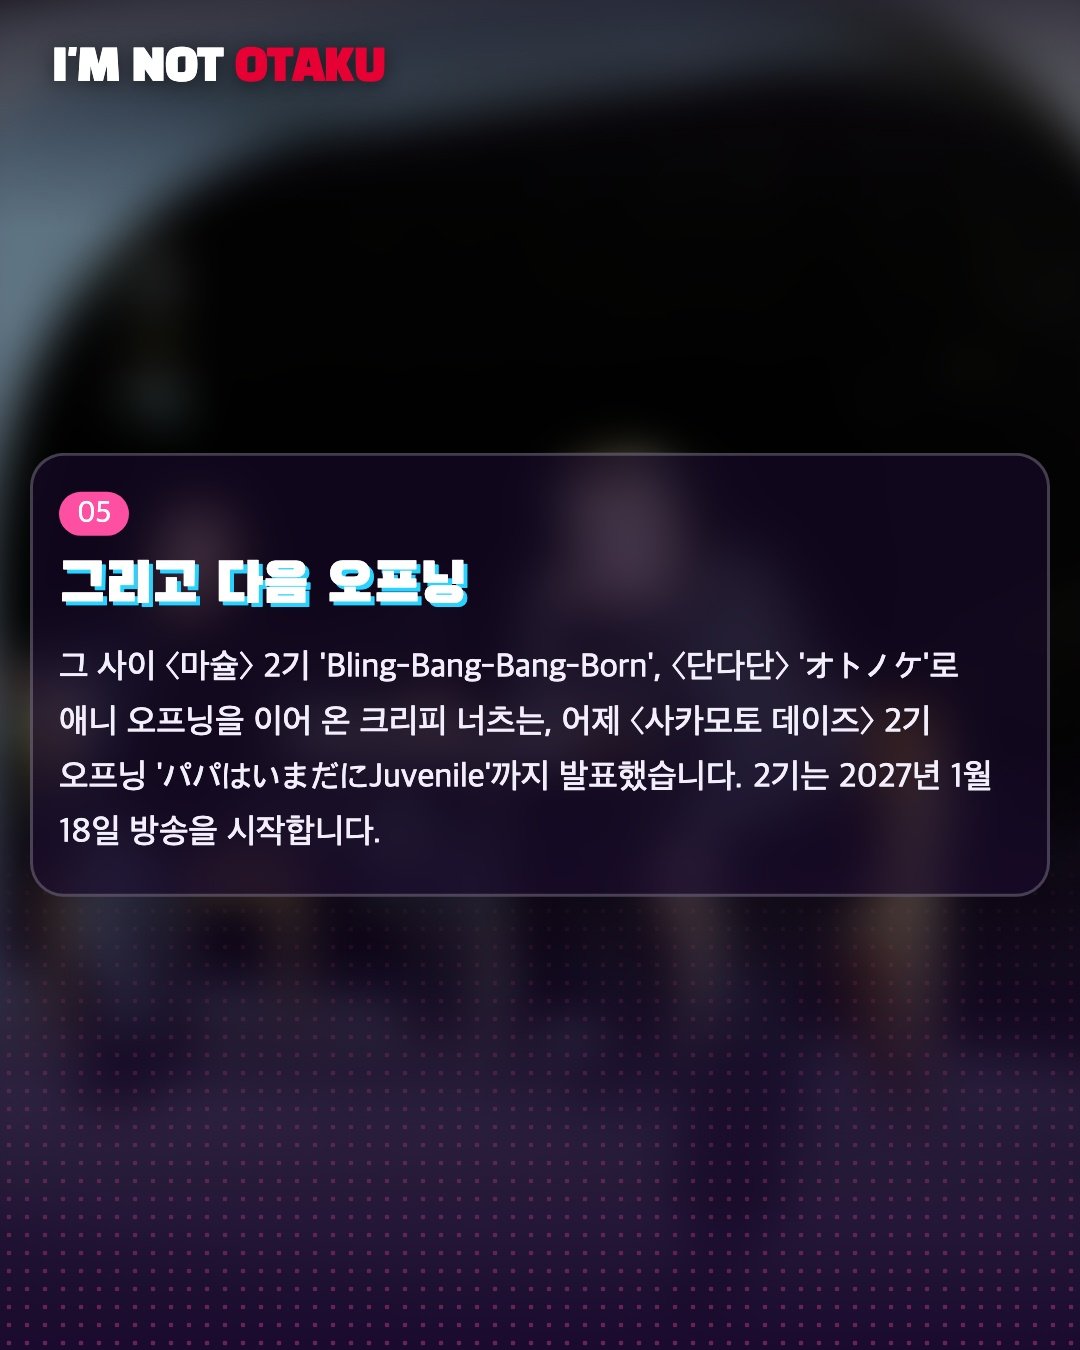 I'M NOT OTAKU
05
그리고 다음 오프닝
그 사이 〈마슐〉 2기 'Bling-Bang-Bang-Born', 〈단다단〉 'オトノケ'로
애니 오프닝을 이어 온 크리피 너츠는, 어제 〈사카모토 데이즈〉 2기
오프닝 'パパはいまだにJuvenile'까지 발표했습니다. 2기는 2027년 1월
18일 방송을 시작합니다.